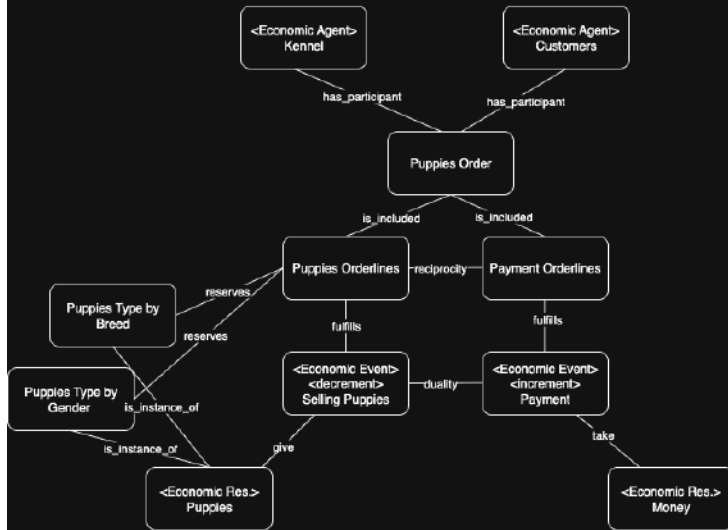 <Economic Agent>
Kennel
<Economic Agent>
Customers
has_participant
has_participant
Puppies Order
is_included
is_included
Puppies Orderlines
reciprocity
Payment Orderlines
reserves
Puppies Type by
Breed
reserves
fulfills
fulfills
<Economic Event>
<decrement>
Selling Puppies
duality
<Economic Event>
<increment>
Payment
Puppies Type by
Gender
is_instance_of
is_instance_of
give
take
<Economic Res.>
Puppies
<Economic Res.>
Money